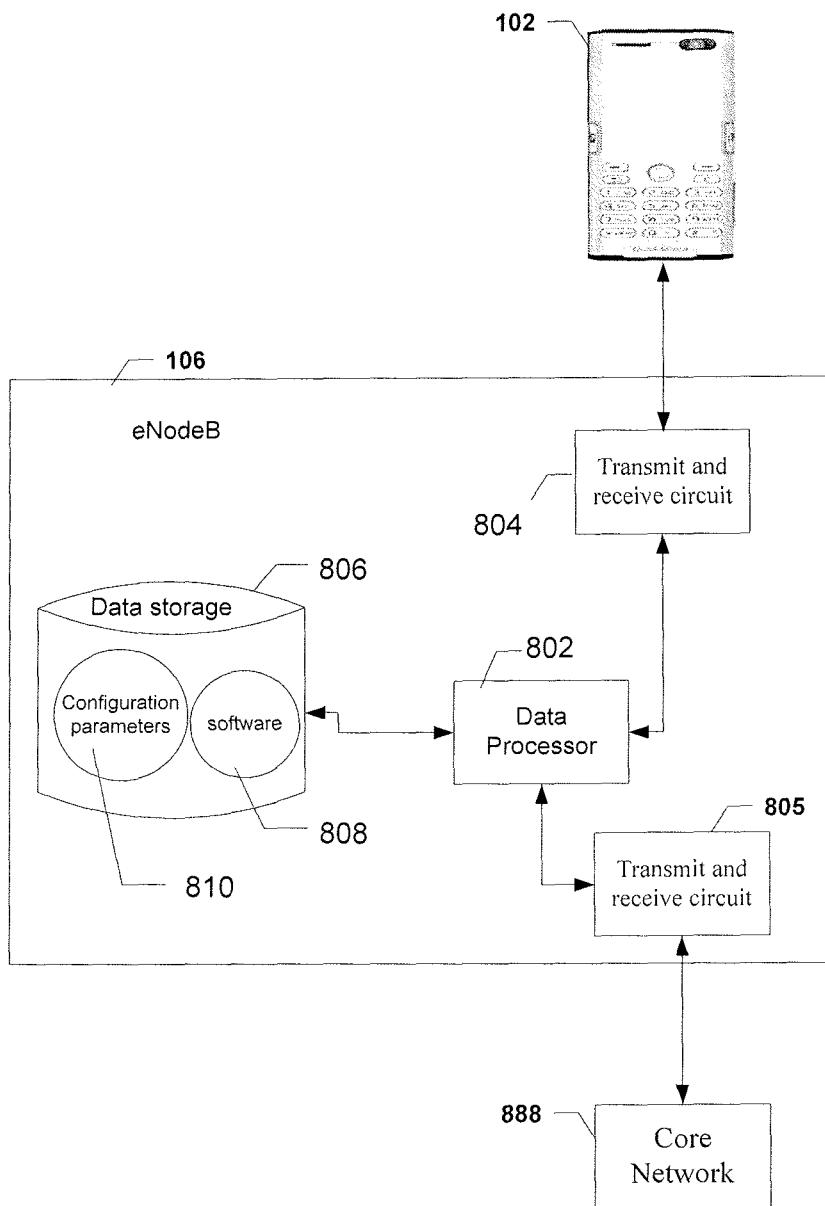 102
106
eNodeB
Transmit and
receive circuit
804
806
Data storage
802
Configuration
parameters
software
Data
Processor
808
805
810
Transmit and
receive circuit
888
Core
Network